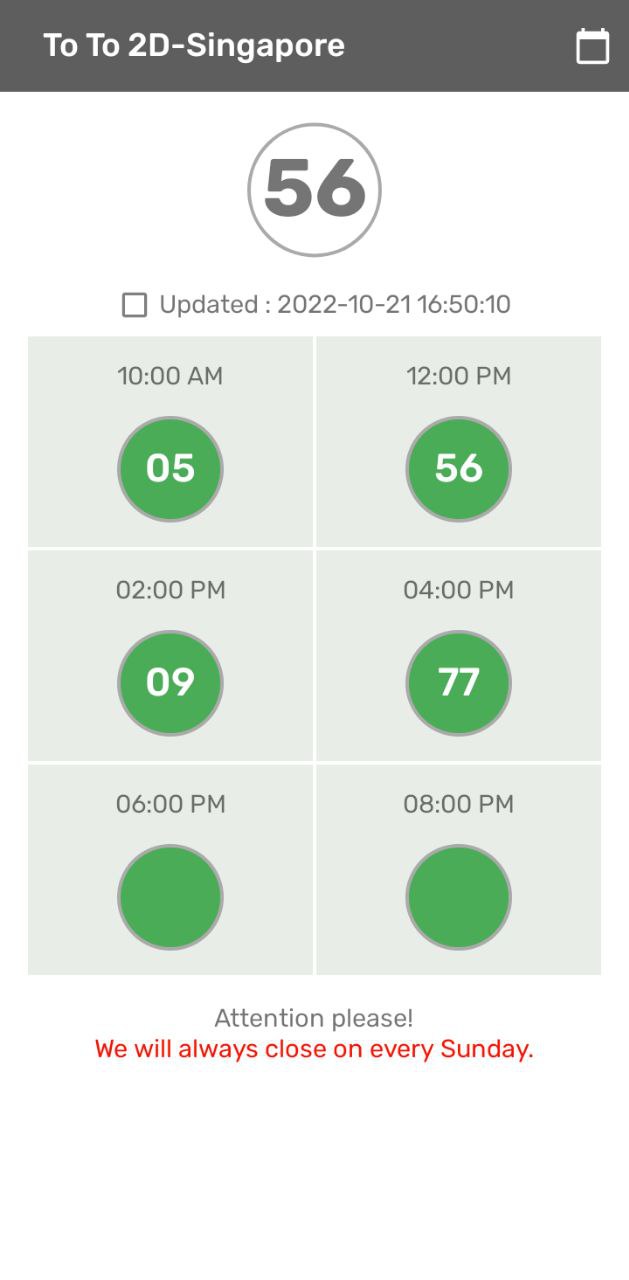 To To 2D-Singapore
56
Updated : 2022-10-21 16:50:10
10:00 AM
12:00 PM
05
56
02:00 PM
04:00 PM
09
77
06:00 PM
08:00 PM
Attention please!
We will always close on every Sunday.